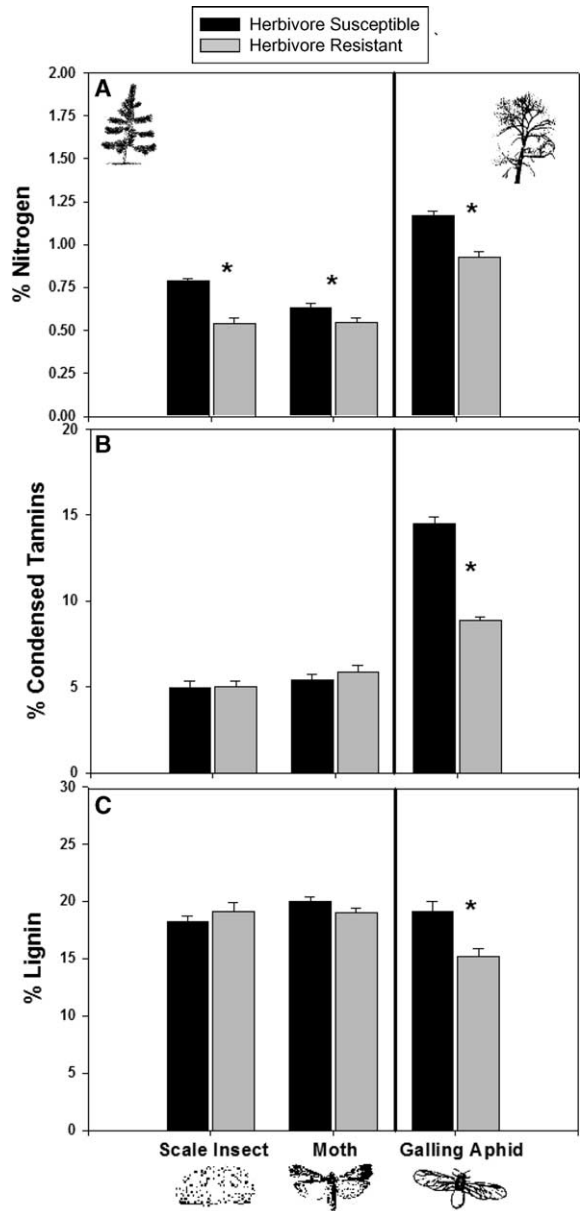 Herbivore Susceptible
Herbivore Resistant
A
% Nitrogen
2.00
1.75
1.50
1.25
1.00
0.75
0.50
0.25
0.00
*
*
*
B
% Condensed Tannins
20
15
10
5
0
*
C
% Lignin
30
25
20
15
10
5
0
*
Scale Insect Moth Galling Aphid